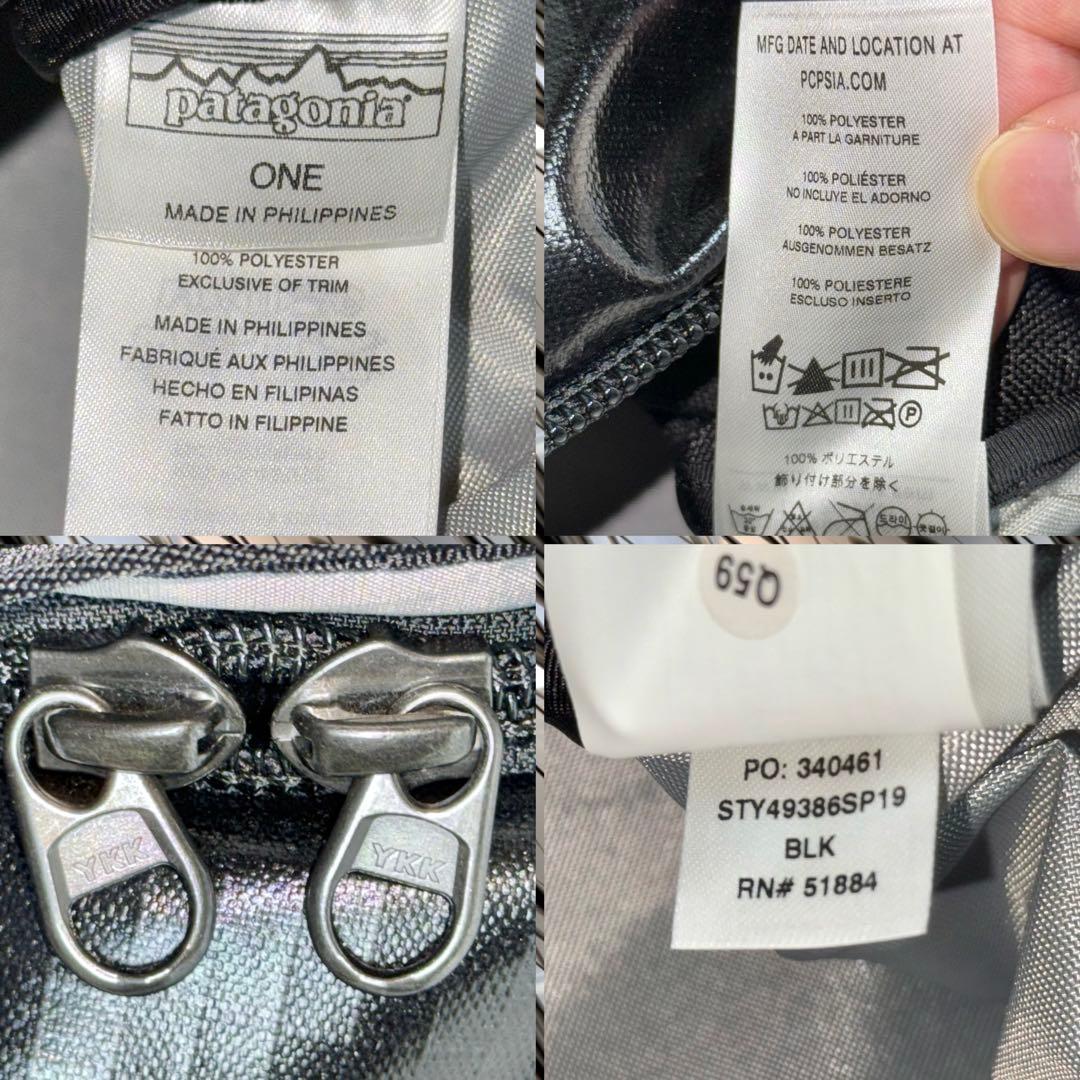 patagonia®
ONE
MADE IN PHILIPPINES
100% POLYESTER
EXCLUSIVE OF TRIM
MADE IN PHILIPPINES
FABRIQUÉ AUX PHILIPPINES
HECHO EN FILIPINAS
FATTO IN FILIPPINE
MFG DATE AND LOCATION AT
PCPSIA.COM
100% POLYESTER
A PART LA GARNITURE
100% POLIÉSTER
NO INCLUYE EL ADORNO
100% POLYESTER
AUSGENOMMEN BESATZ
100% POLIESTERE
ESCLUSO INSERTO
P
100% ポリエステル
飾り付け部分を除く
드라이
YKK
YKK
Q59
PO: 340461
STY49386SP19
BLK
RN# 51884